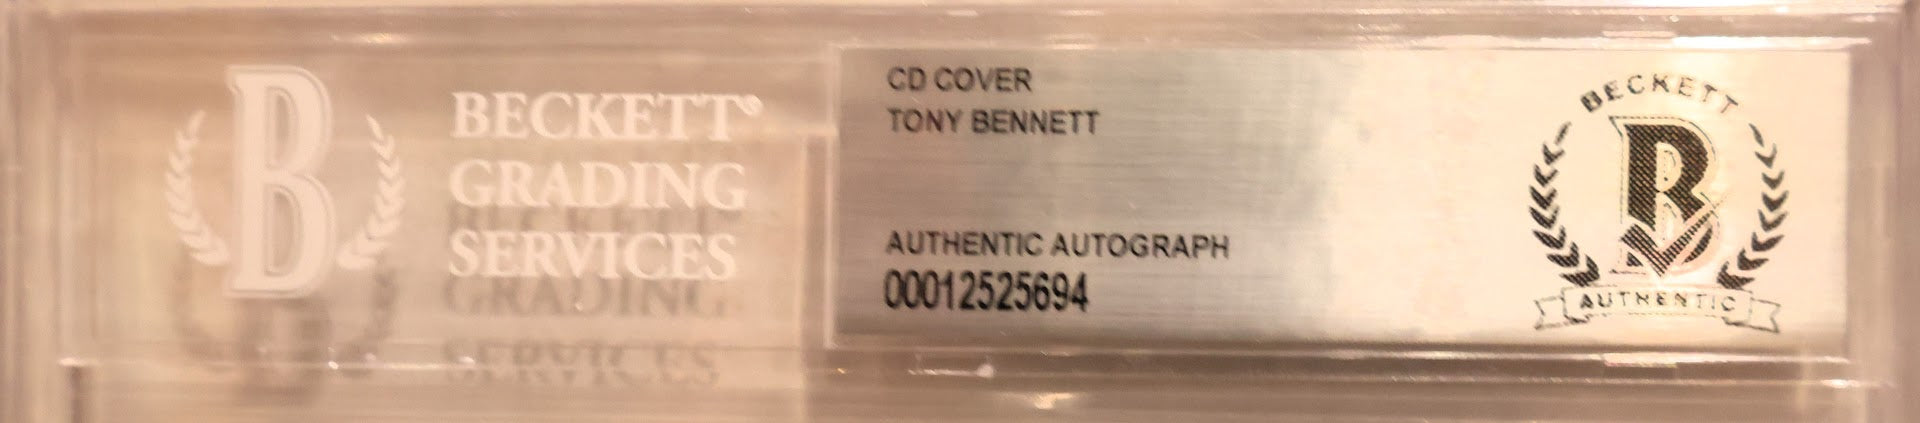 B
BECKETT®
GRADING
SERVICES
CD COVER
TONY BENNETT
AUTHENTIC AUTOGRAPH
00012525694
BECKETT
B
AUTHENTIC